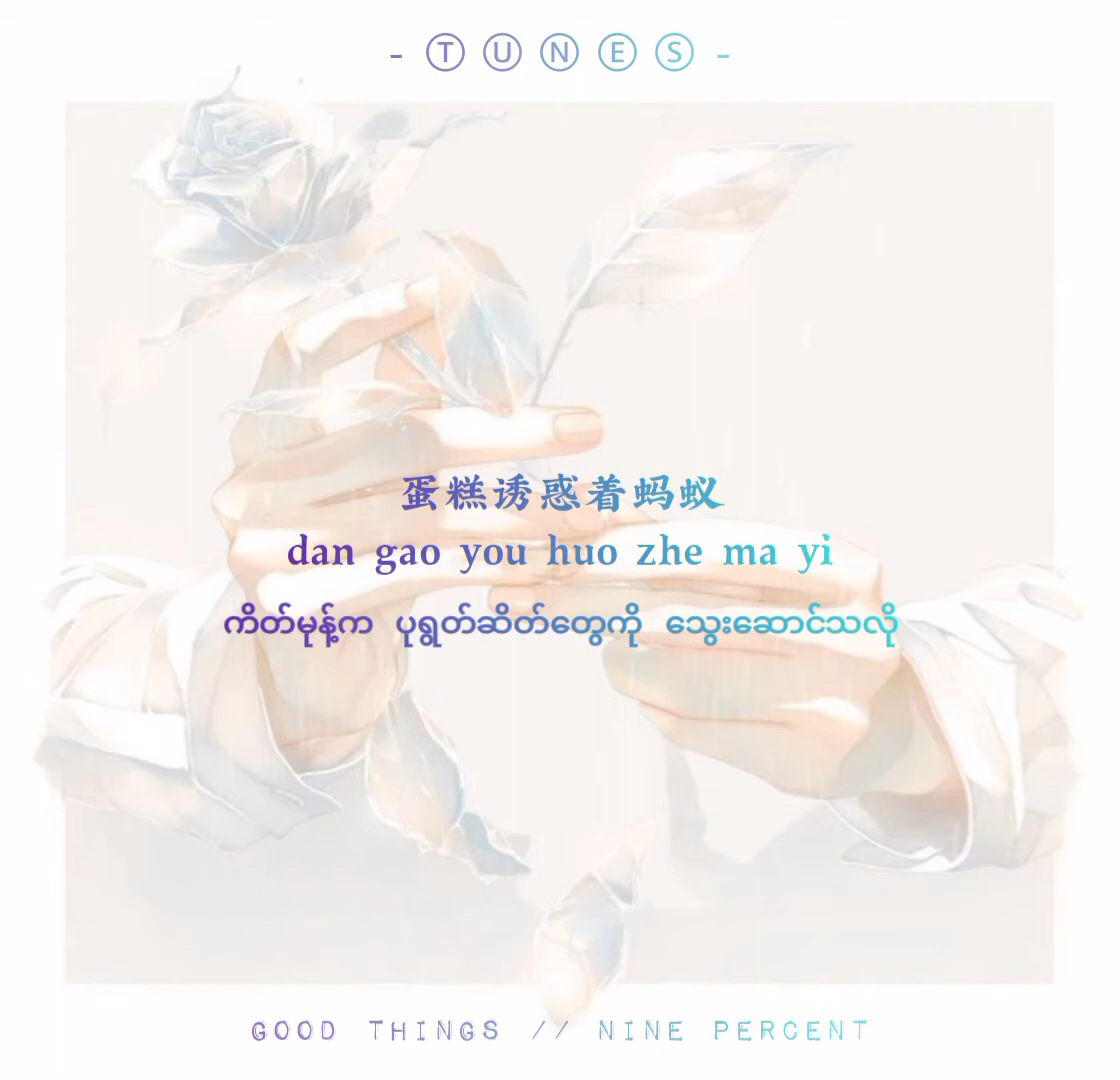 - Ⓣ Ⓤ Ⓝ Ⓔ Ⓢ -
蛋糕诱惑着蚂蚁
dan gao you huo zhe ma yi
ကိတ်မုန့်က ပုရွတ်ဆိတ်တွေကို သွေးဆောင်သလို
GOOD THINGS // NINE PERCENT